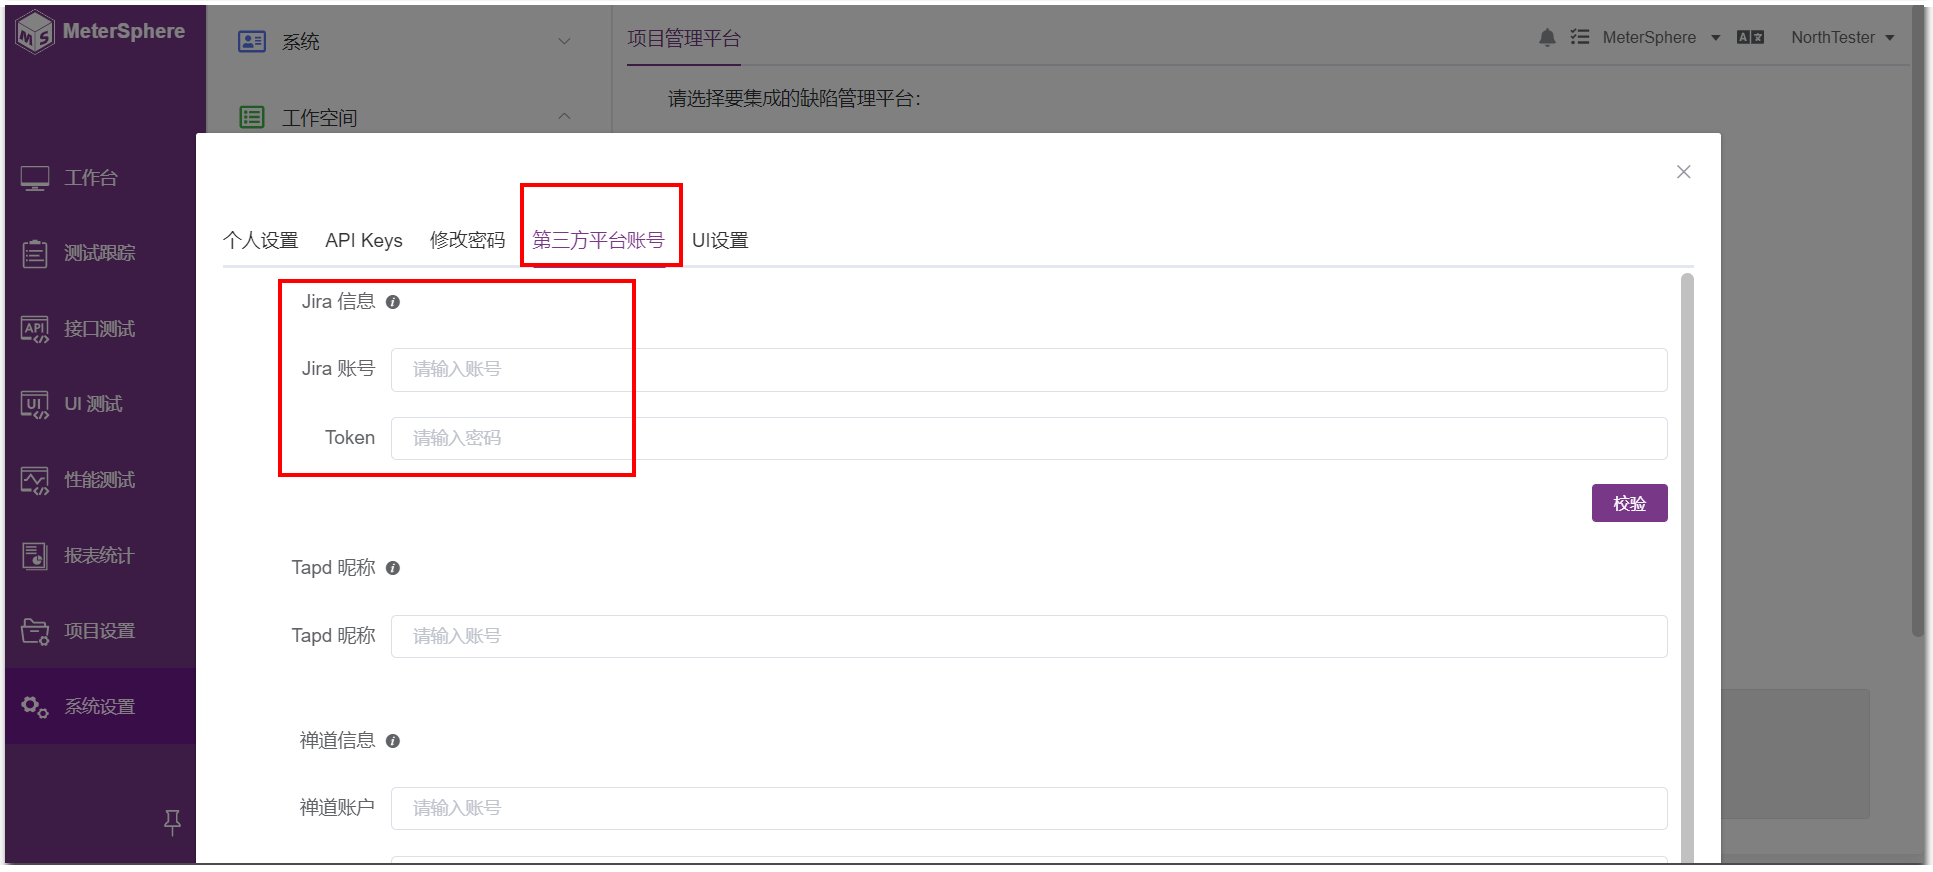 MeterSphere
系统
项目管理平台
MeterSphere
NorthTester
请选择要集成的缺陷管理平台：
工作空间
工作台
测试跟踪
API 接口测试
UI UI 测试
性能测试
报表统计
项目设置
系统设置
个人设置
API Keys
修改密码
第三方平台账号
UI设置
Jira 信息
Jira 账号 请输入账号
Token 请输入密码
校验
Tapd 昵称
Tapd 昵称 请输入账号
禅道信息
禅道账户 请输入账号